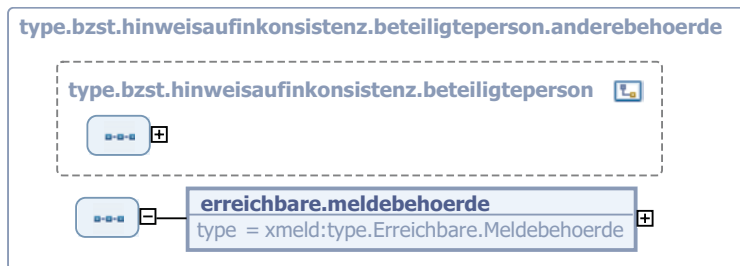 type.bzst.hinweisaufinkonsistenz.beteiligteperson.anderebehoerde
type.bzst.hinweisaufinkonsistenz.beteiligteperson
erreichbare.meldebehoerde
type = xmeld:type.Erreichbare.Meldebehoerde